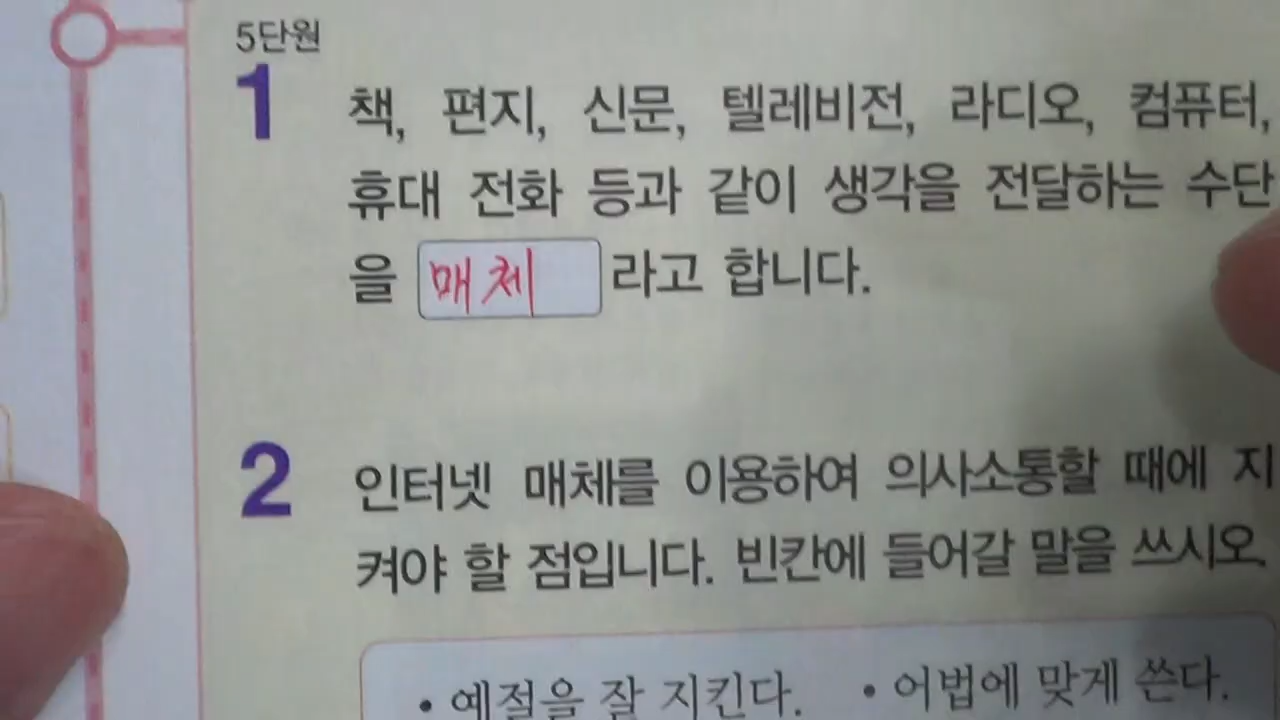 5단원
1 책, 편지, 신문, 텔레비전, 라디오, 컴퓨터,
휴대 전화 등과 같이 생각을 전달하는 수단
을 매체 라고 합니다.
2 인터넷 매체를 이용하여 의사소통할 때에 지
켜야 할 점입니다. 빈칸에 들어갈 말을 쓰시오.
• 예절을 잘 지킨다. • 어법에 맞게 쓴다.